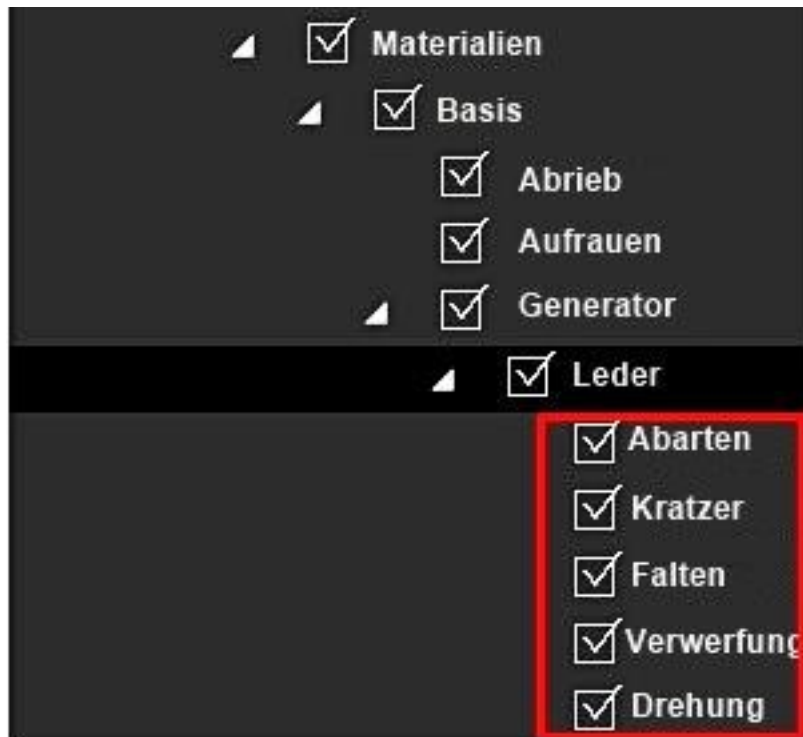 Materialien
Basis
Abrieb
Aufrauen
Generator
Leder
Abarten
Kratzer
Falten
Verwerfung
Drehung